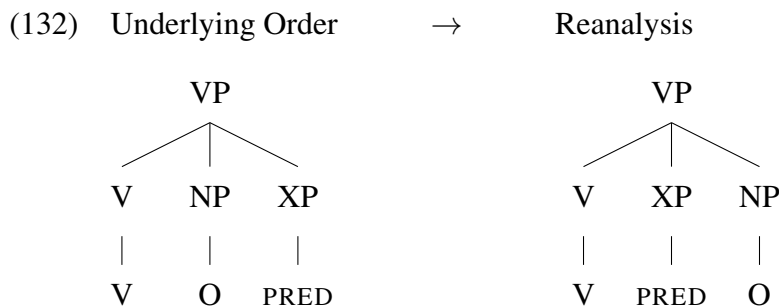 (132) Underlying Order → Reanalysis
VP VP
V NP XP V XP NP
V O PRED V PRED O